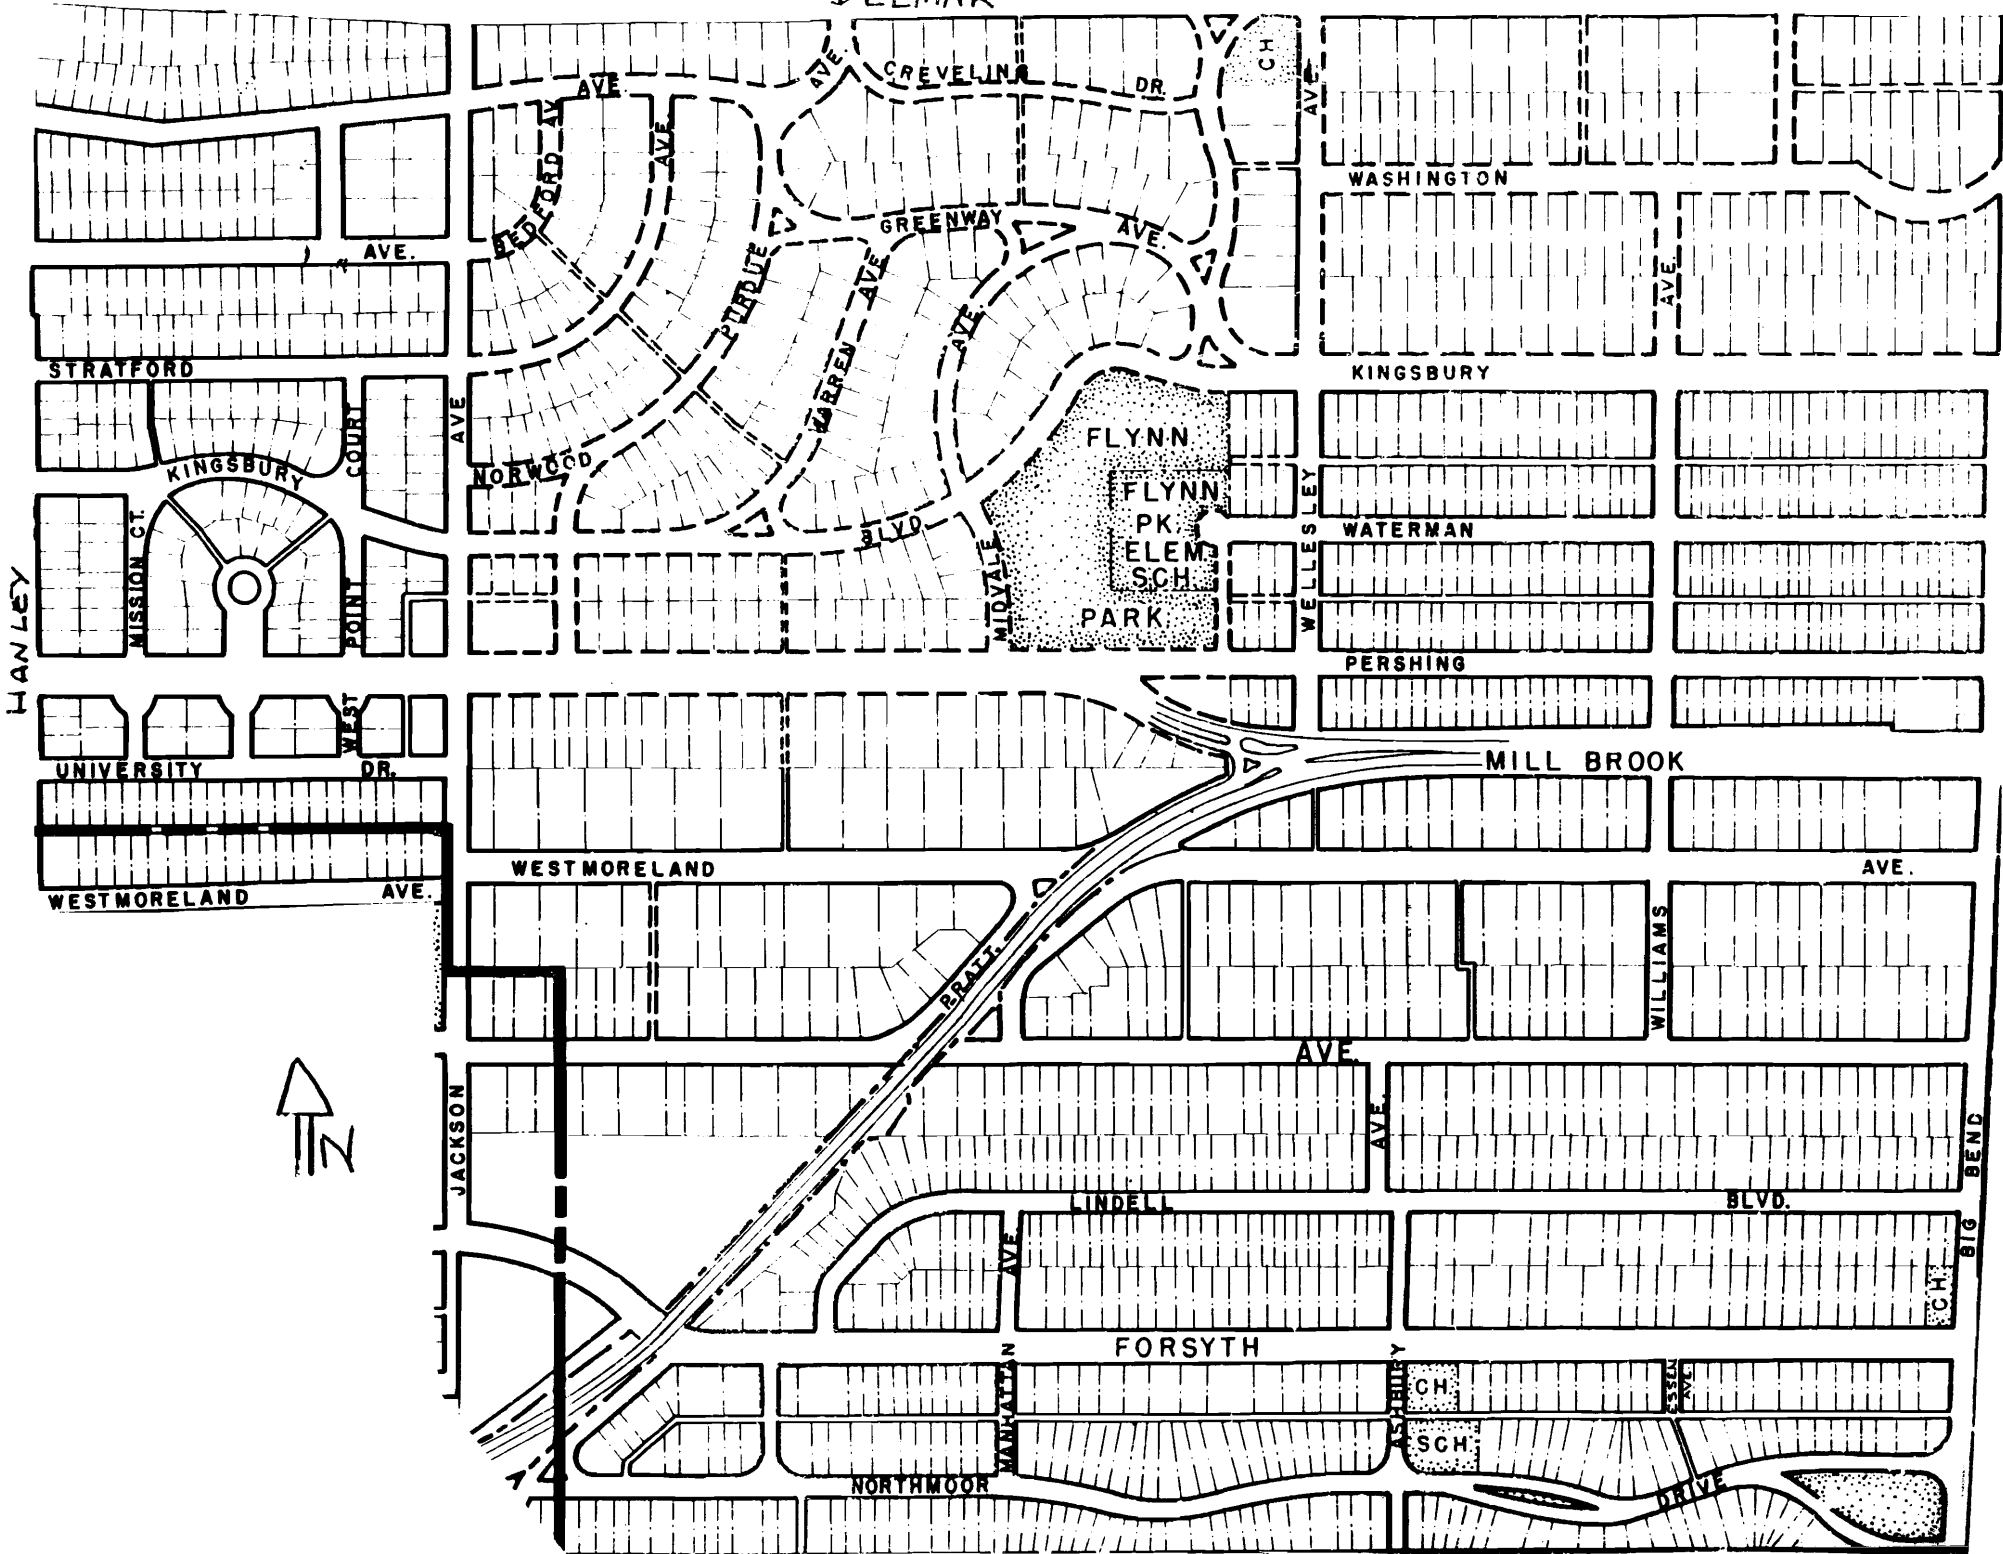 DELMAR
CREVELING
DR.
CH
AVE.
AVE.
AVE.
BEDFORD AV
AVE.
WASHINGTON
GREENWAY
AVE.
AVE.
PURDUE
AVE
AVE.
AVE.
STRATFORD
KINGSBURY
WARREN
COURT
AVE
FLYNN
KINGSBURY
NORWOOD
FLYNN
PK.
ELEM
SCH
PARK
WELLESLEY
WATERMAN
BLVD
MIDVALE
MISSION CT.
WEST POINT
HANLEY
PERSHING
UNIVERSITY
DR.
MILL BROOK
WESTMORELAND
AVE.
WESTMORELAND
AVE.
WILLIAMS
PRATT.
AVE.
JACKSON
AVE.
N
LINDELL
BLVD.
BIG BEND
AVE.
CH.
FORSYTH
MANHATTAN
ASHBURY
CH
ESSEN
AVE.
SCH
NORTHMOOR
DRIVE